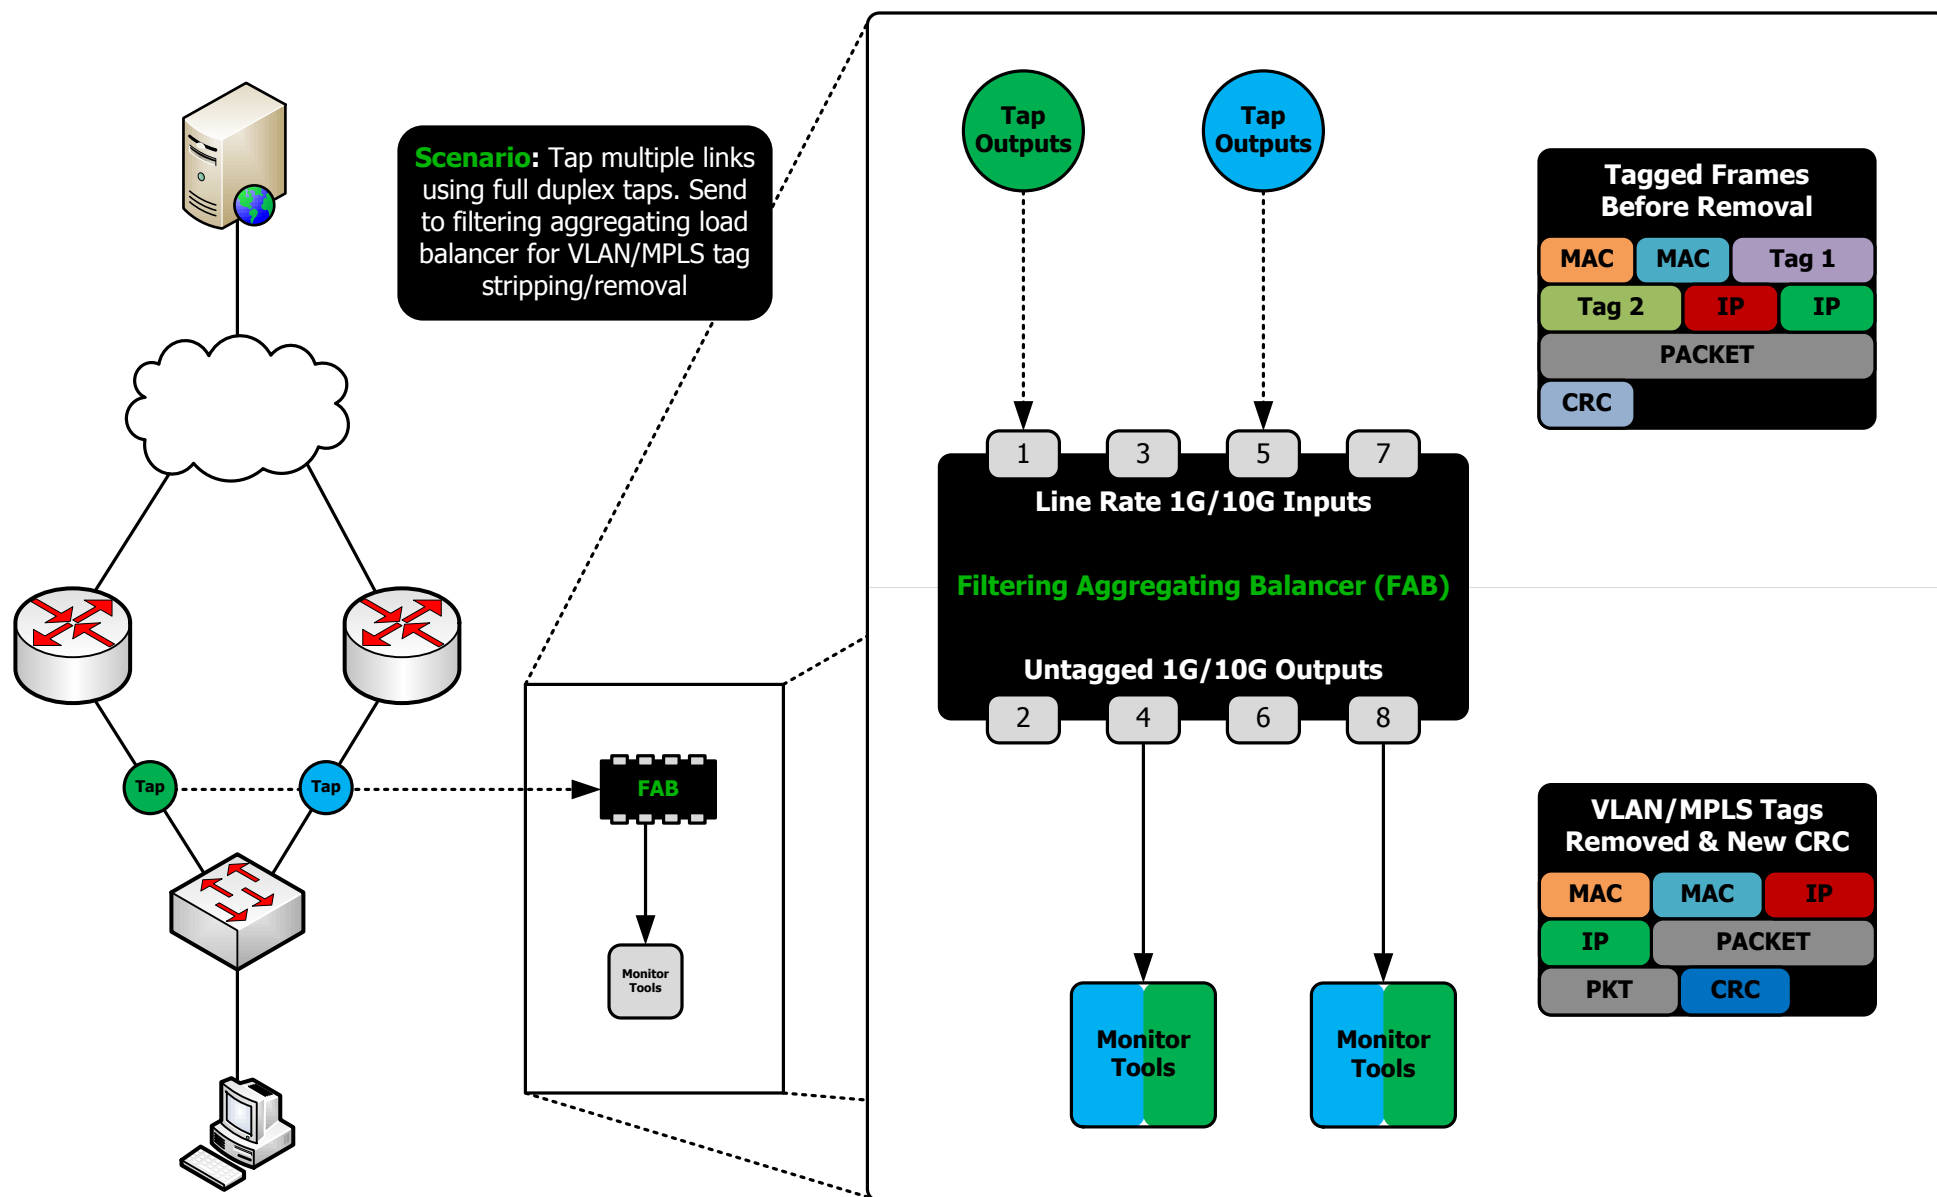 Scenario: Tap multiple links
using full duplex taps. Send
to filtering aggregating load
balancer for VLAN/MPLS tag
stripping/removal
Tap
Tap
FAB
Monitor
Tools
Tap
Outputs
Tap
Outputs
1 3 5 7
Line Rate 1G/10G Inputs
Filtering Aggregating Balancer (FAB)
Untagged 1G/10G Outputs
2 4 6 8
Monitor
Tools
Monitor
Tools
Tagged Frames
Before Removal
MAC MAC Tag 1
Tag 2 IP IP
PACKET
CRC
VLAN/MPLS Tags
Removed & New CRC
MAC MAC IP
IP PACKET
PKT CRC